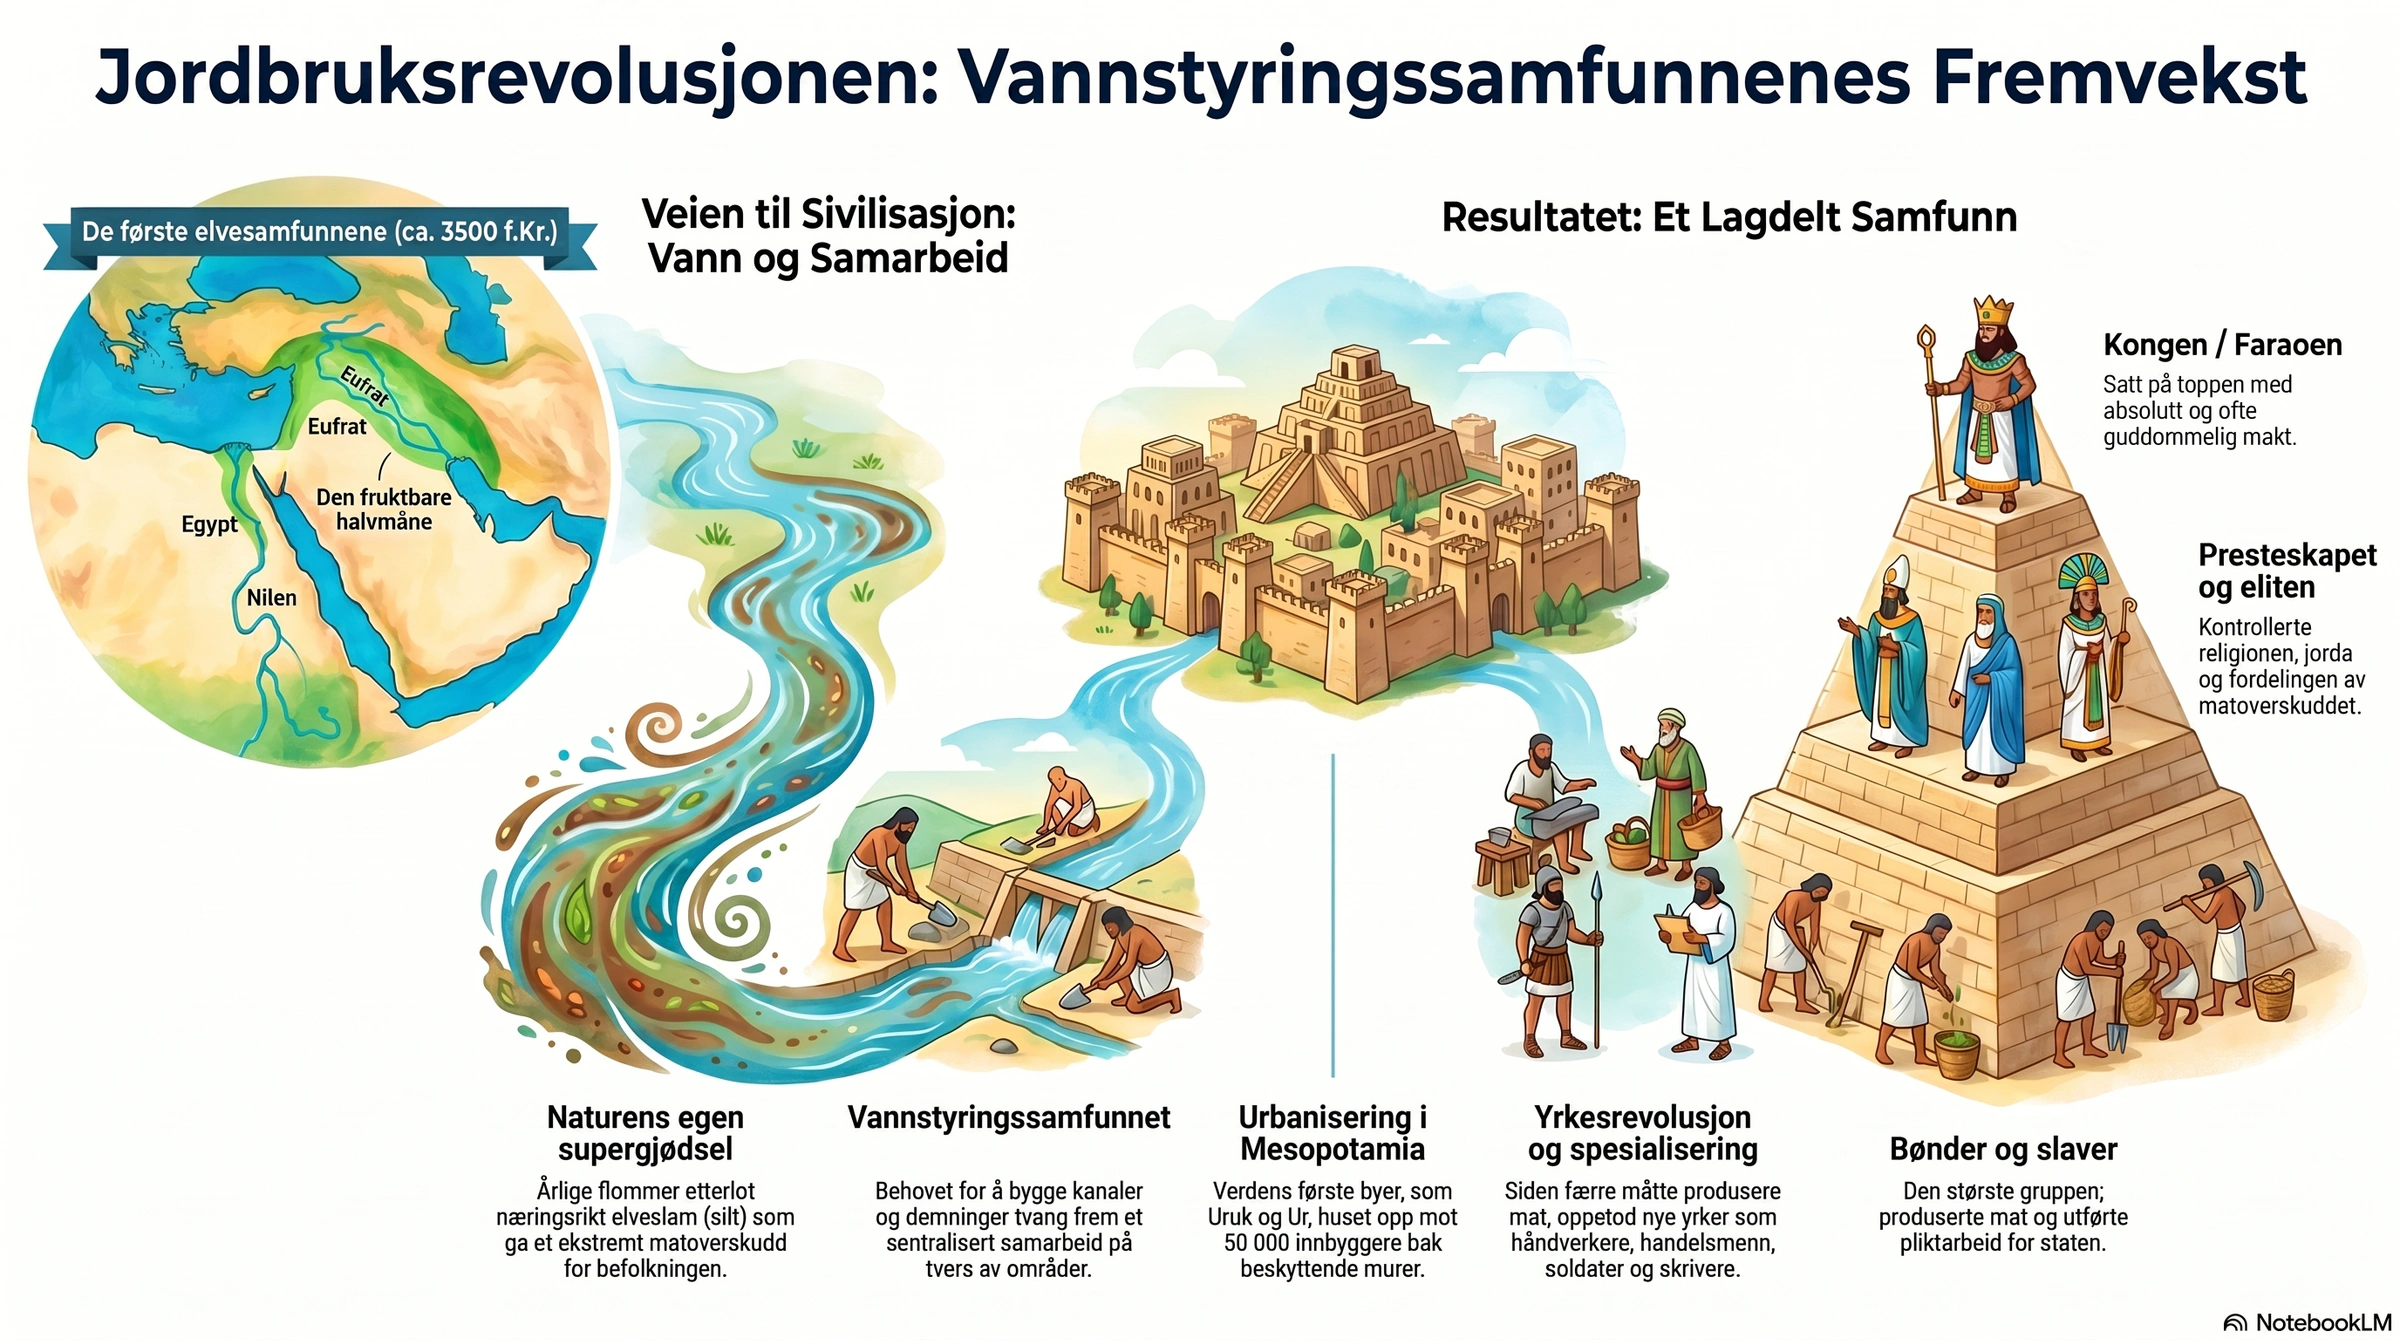 Jordbruksrevolusjonen: Vannstyringssamfunnenes Fremvekst
De første elvesamfunnene (ca. 3500 f.Kr.)
Eufrat
Eufrat
Den fruktbare
halvmåne
Egypt
Nilen
Veien til Sivilisasjon:
Vann og Samarbeid
Naturens egen
supergjødsel
Årlige flommer etterlot
næringsrikt elveslam (silt) som
ga et ekstremt matoverskudd
for befolkningen.
Vannstyringssamfunnet
Behovet for å bygge kanaler
og demninger tvang frem et
sentralisert samarbeid på
tvers av områder.
Urbanisering i
Mesopotamia
Verdens første byer, som
Uruk og Ur, huset opp mot
50 000 innbyggere bak
beskyttende murer.
Resultatet: Et Lagdelt Samfunn
Kongen / Faraoen
Satt på toppen med
absolutt og ofte
guddommelig makt.
Presteskapet
og eliten
Kontrollerte
religionen, jorda
og fordelingen av
matoverskuddet.
Yrkesrevolusjon
og spesialisering
Siden færre måtte produsere
mat, oppetod nye yrker som
håndverkere, handelsmenn,
soldater og skrivere.
Bønder og slaver
Den største gruppen;
produserte mat og utførte
pliktarbeid for staten.
NotebookLM